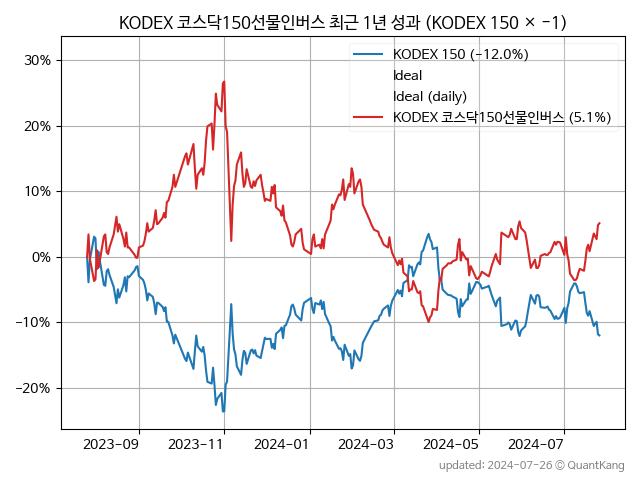 KODEX 코스닥150선물인버스 최근 1년 성과 (KODEX 150 × −1)
KODEX 150 (−12.0%)
Ideal
Ideal (daily)
KODEX 코스닥150선물인버스 (5.1%)
30%
20%
10%
0%
−10%
−20%
2023−09
2023−11
2024−01
2024−03
2024−05
2024−07
updated: 2024-07-26 © QuantKang